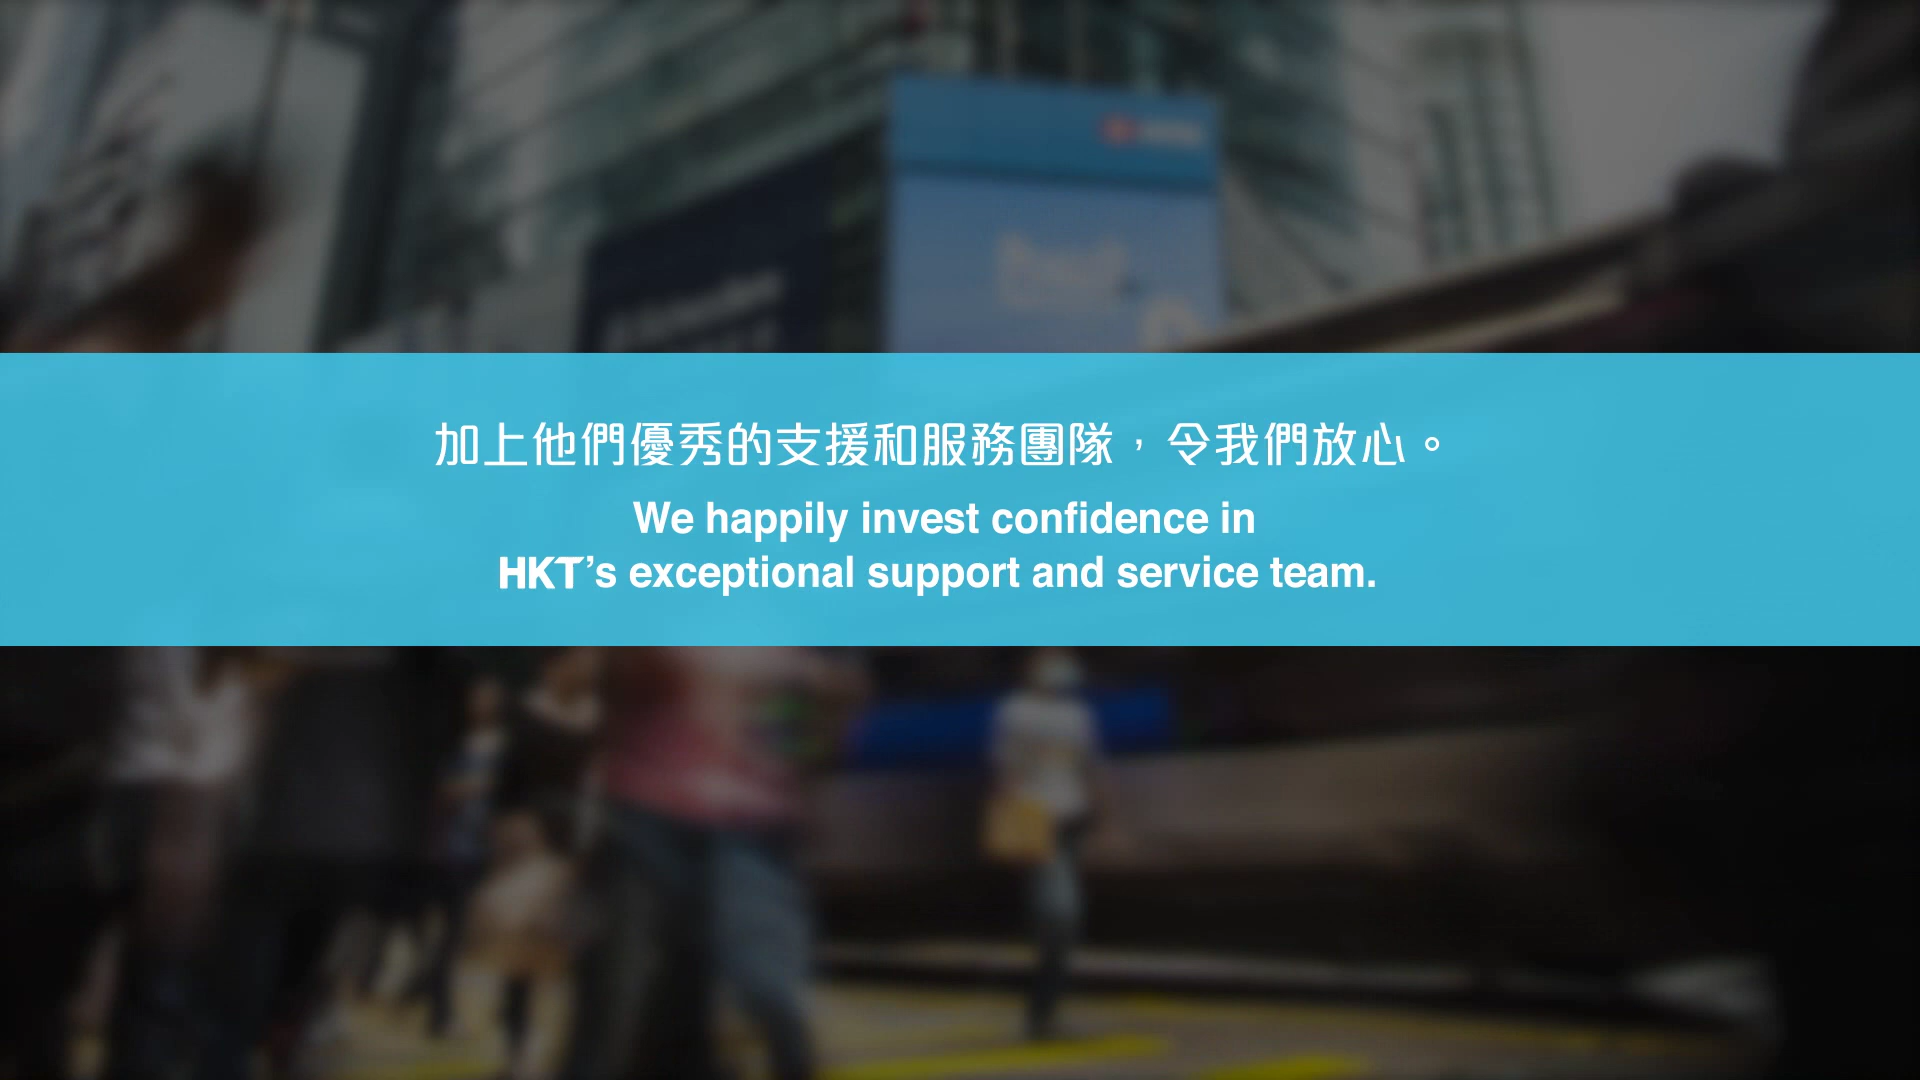 加上他們優秀的支援和服務團隊，令我們放心。
We happily invest confidence in
HKT’s exceptional support and service team.